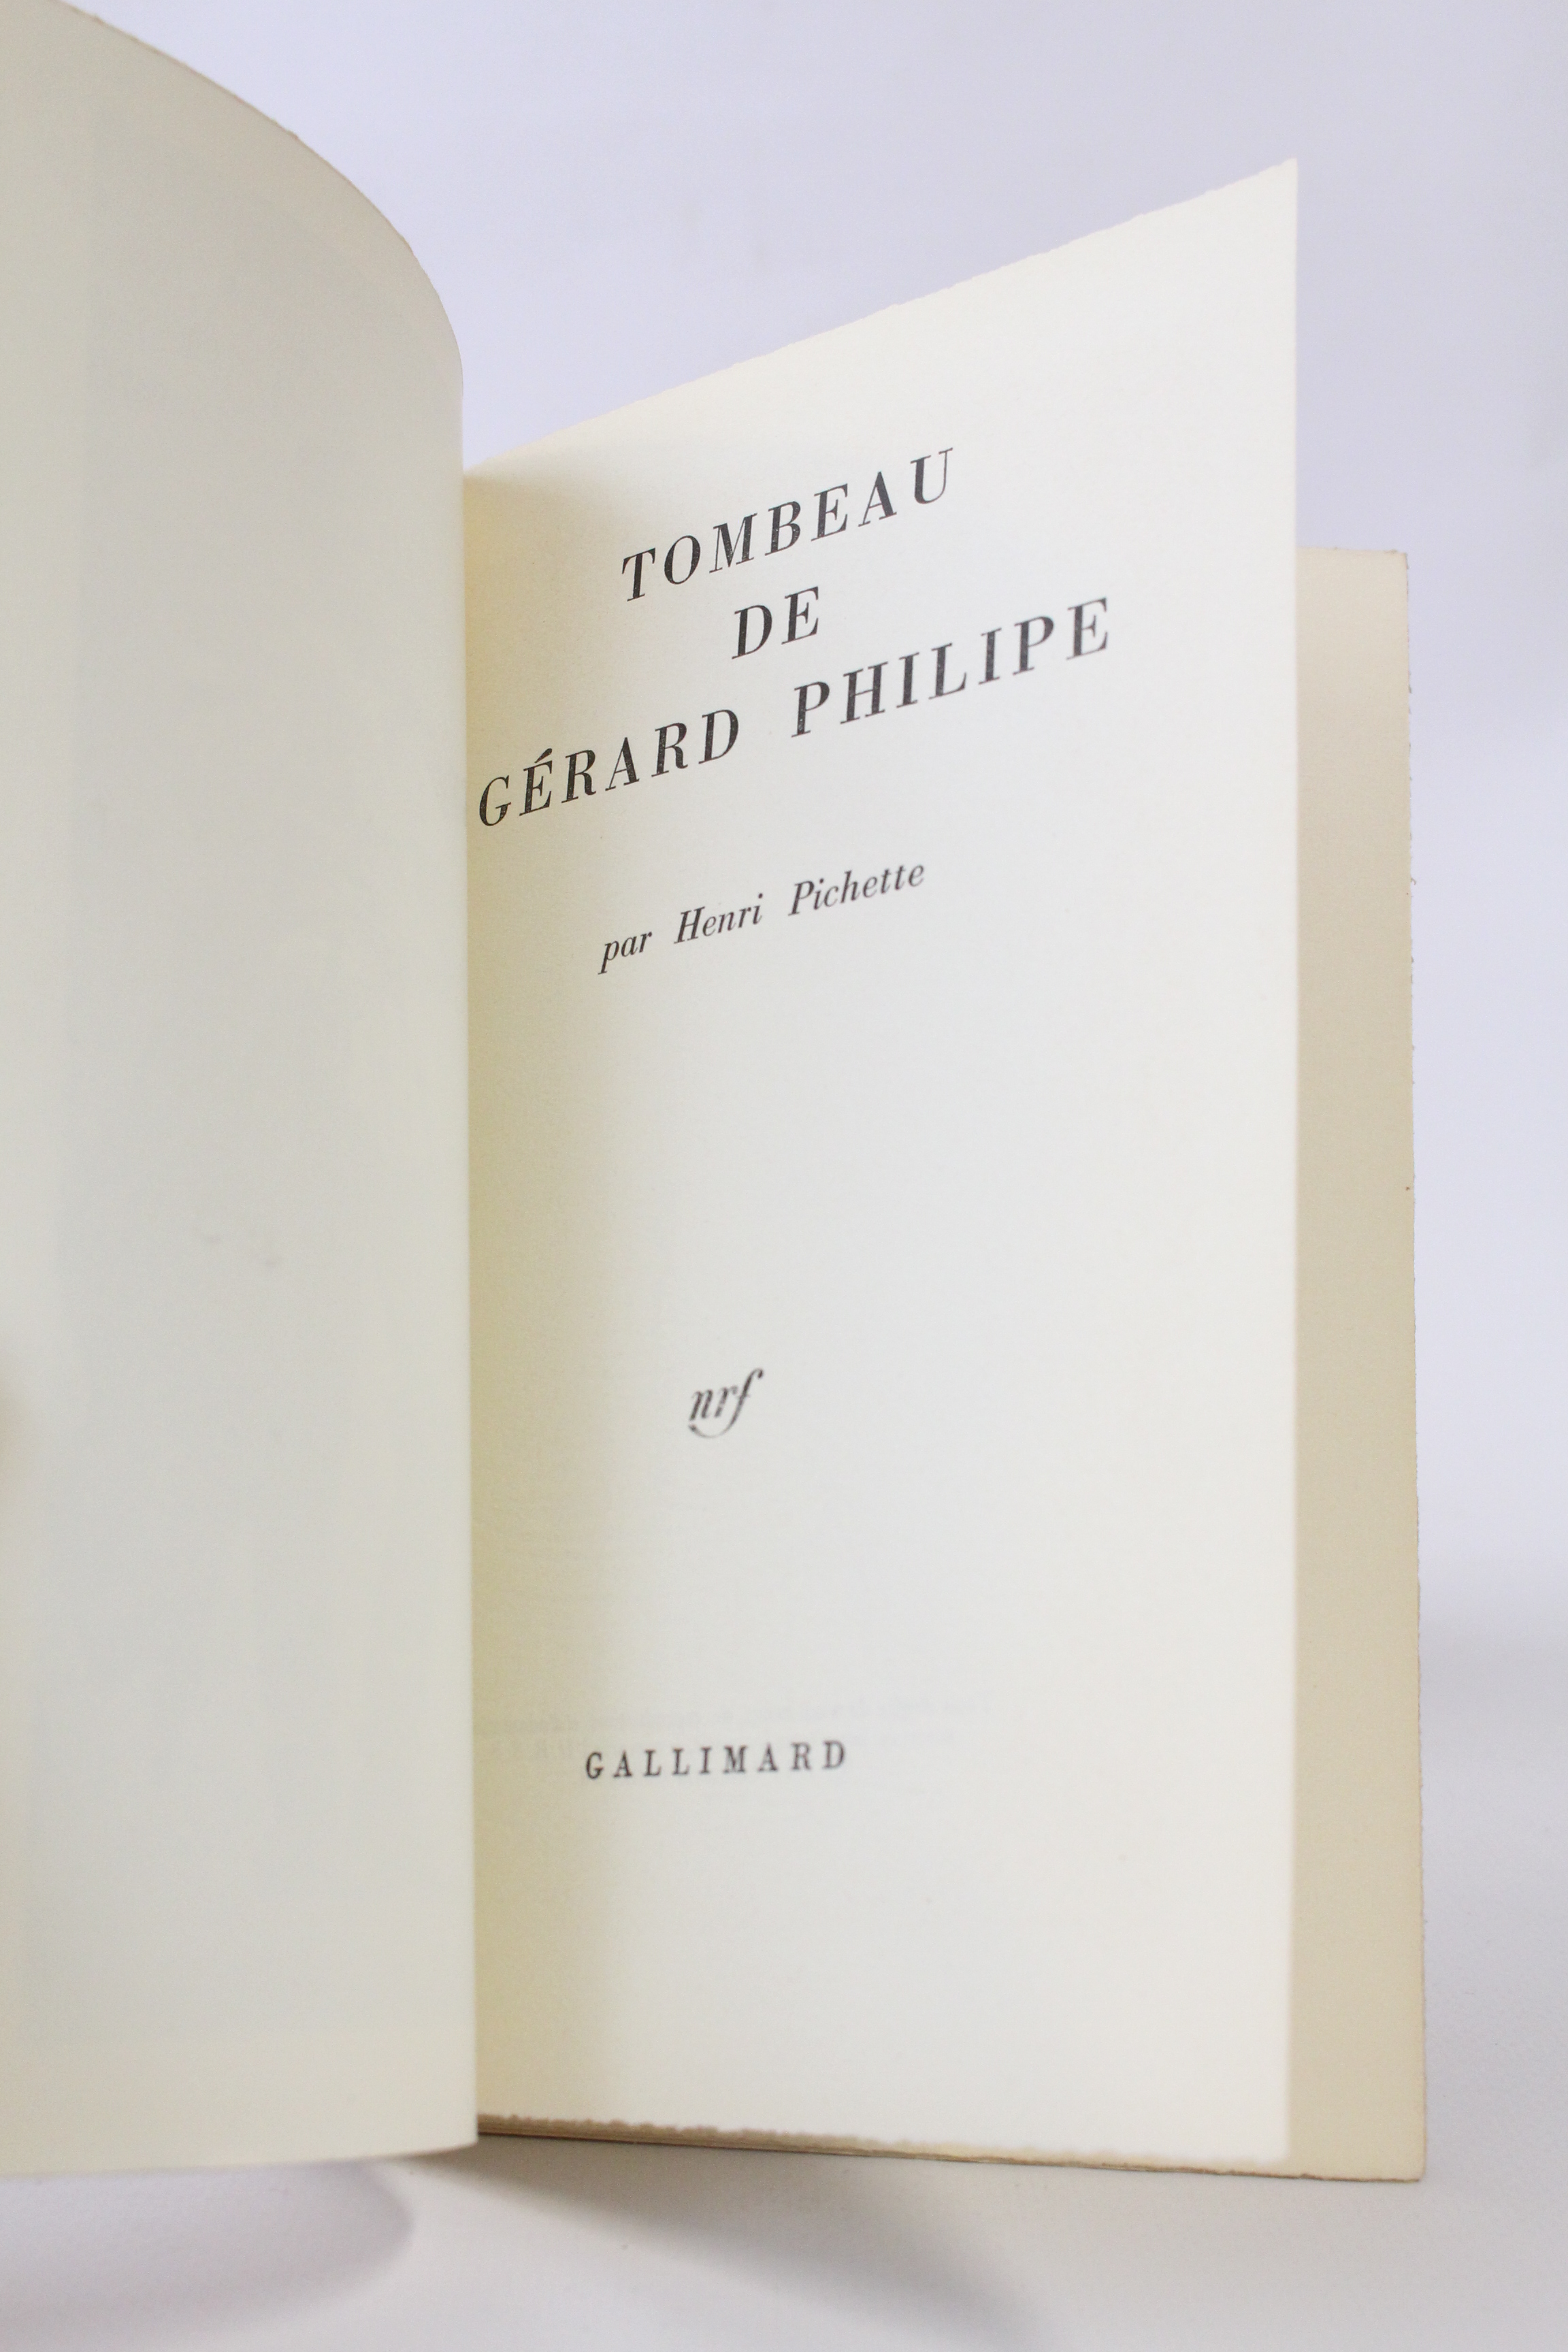 TOMBEAU
DE
GÉRARD PHILIPE
par Henri Pichette
nrf
GALLIMARD